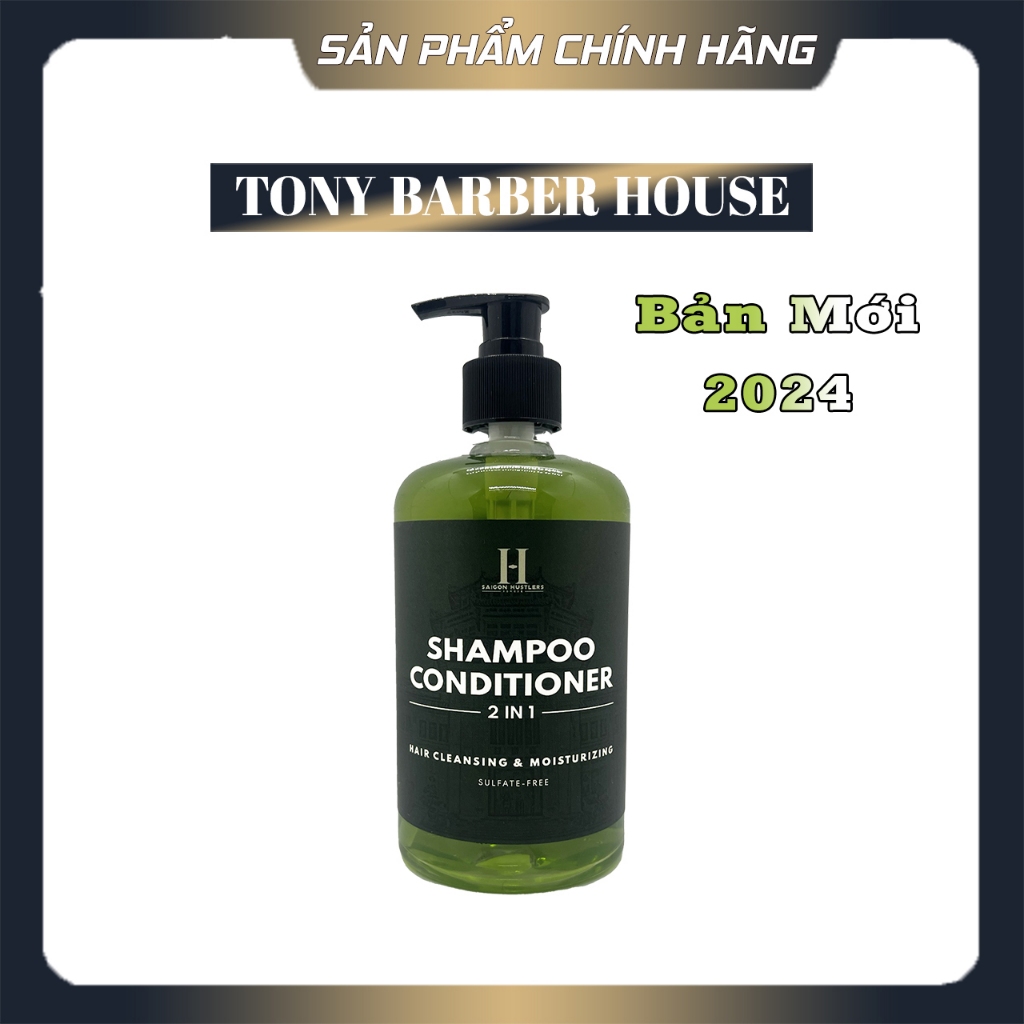 SẢN PHẨM CHÍNH HÃNG
TONY BARBER HOUSE
Bản Mới
2024
H
SAIGON HUSTLERS
SHAMPOO
CONDITIONER
2 IN 1
HAIR CLEANSING & MOISTURIZING
SULFATE-FREE